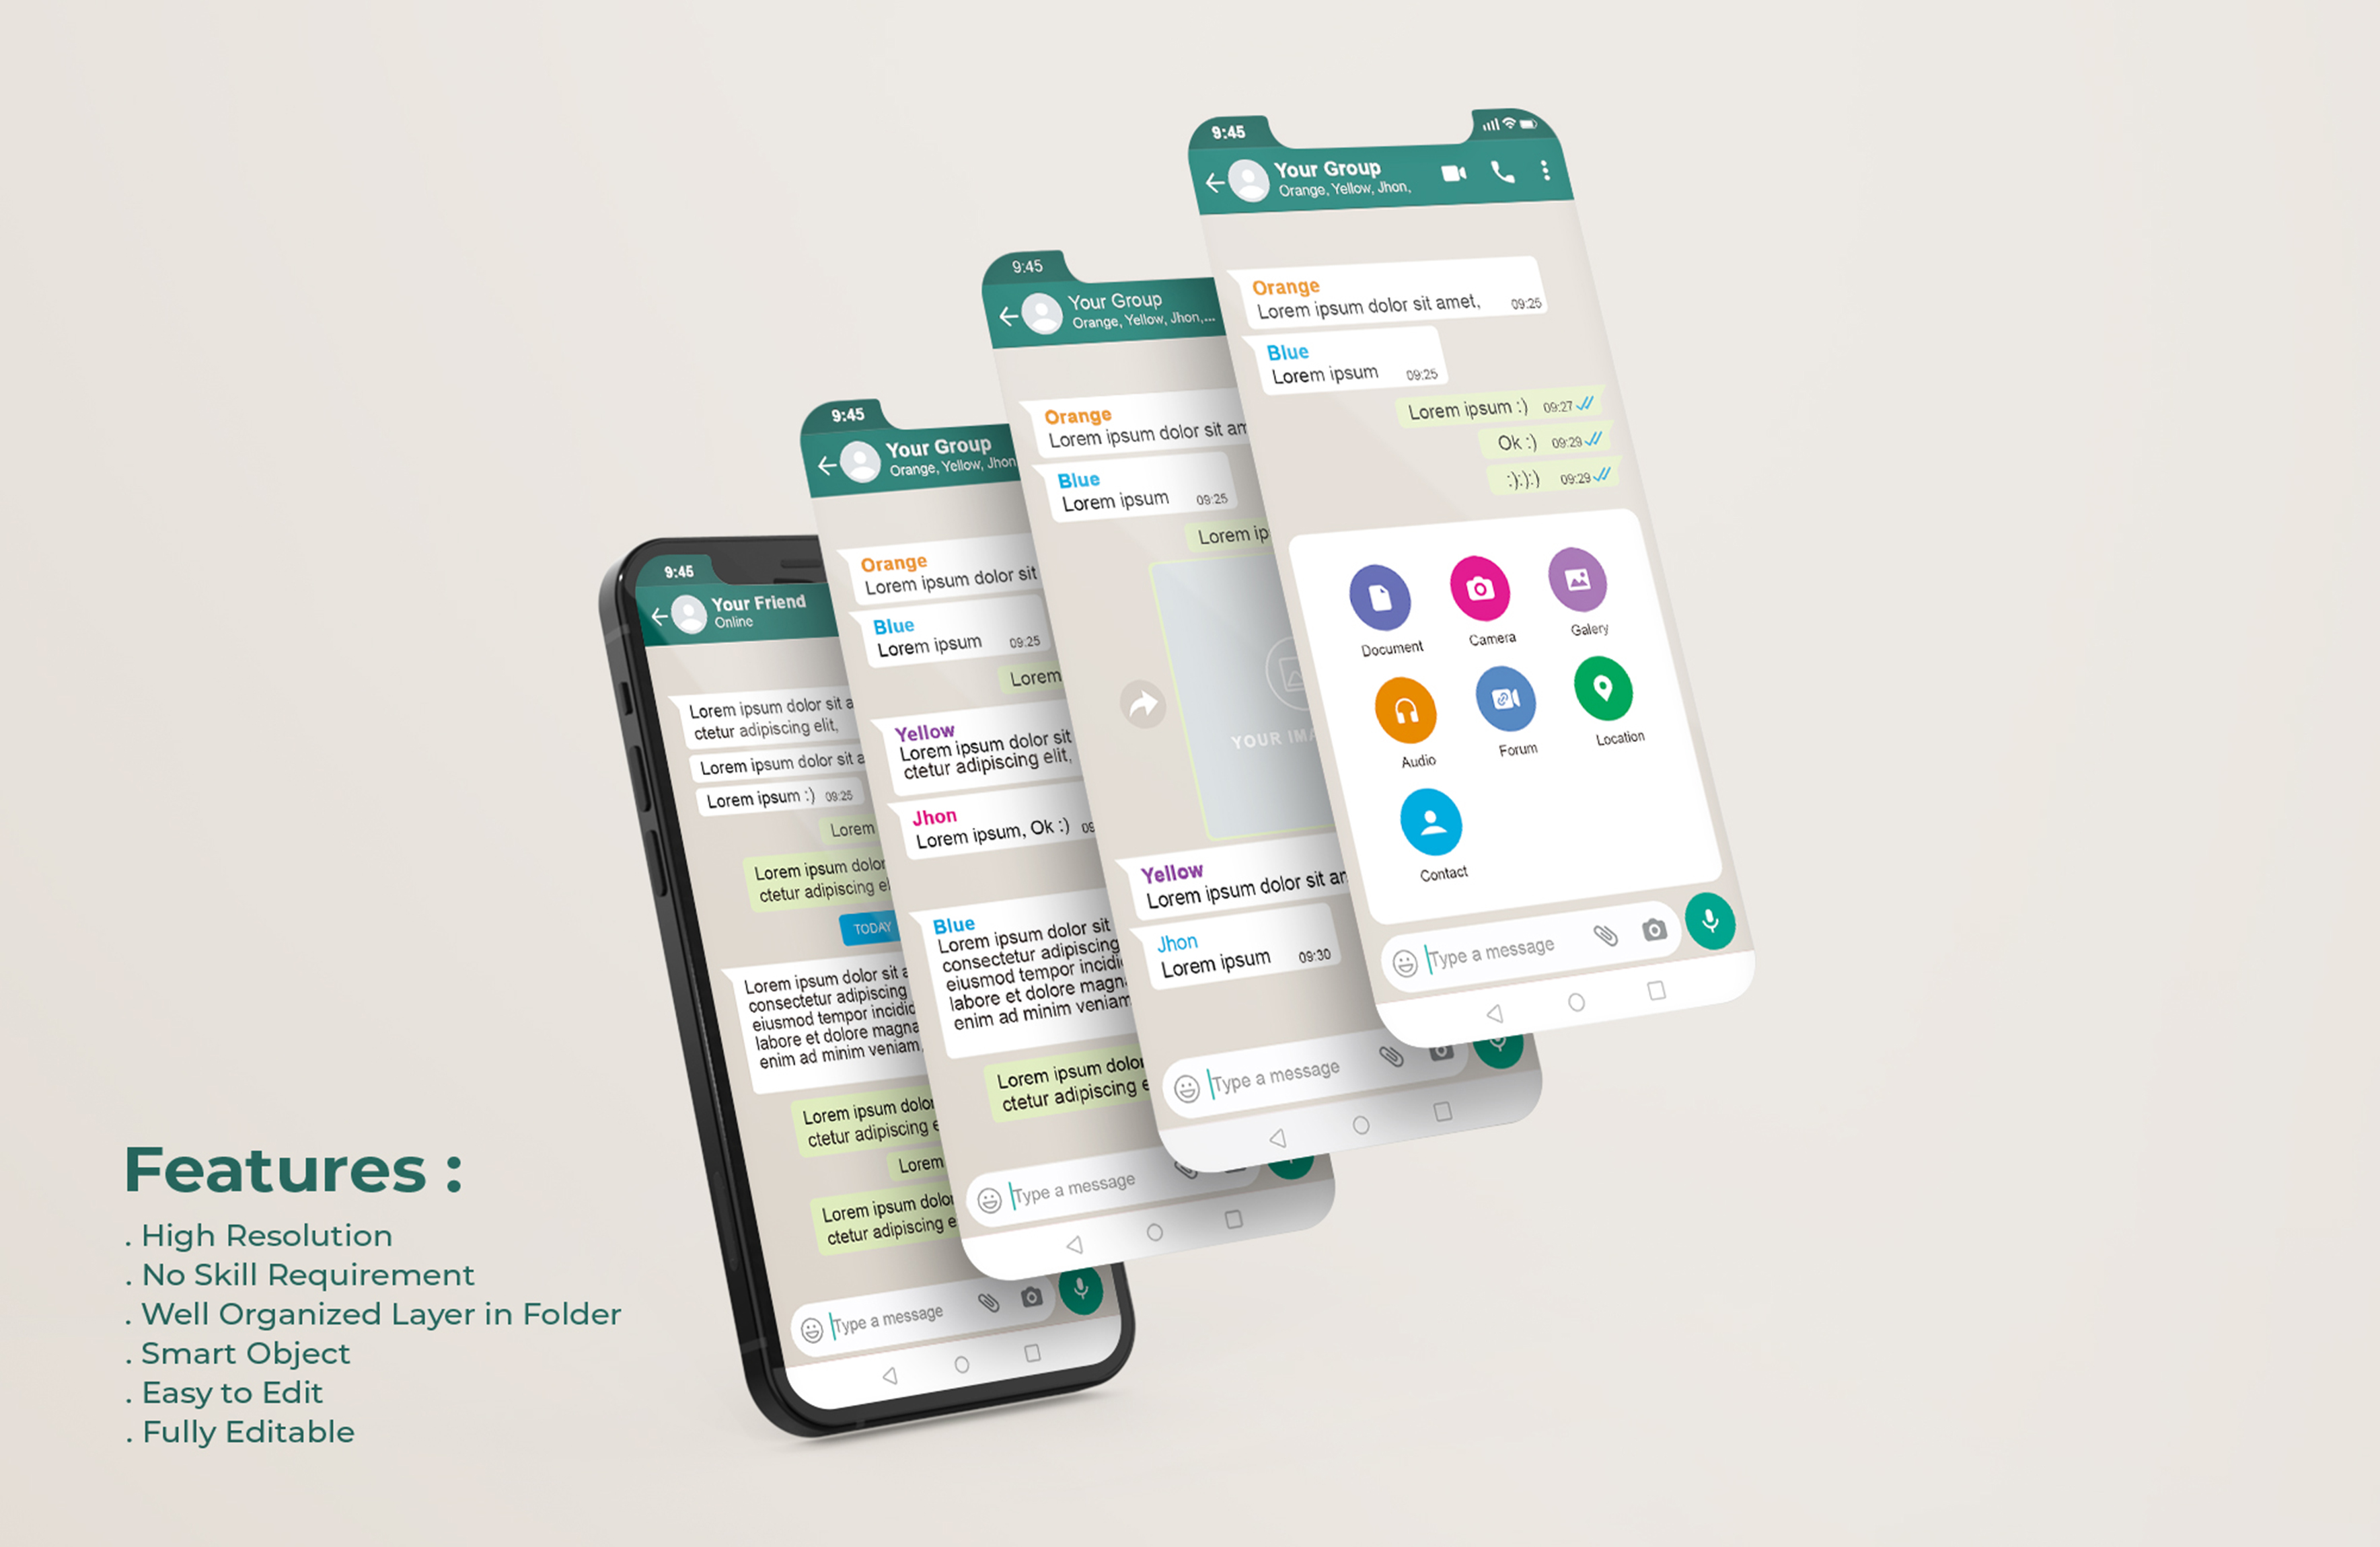 9:45
Your Friend
Online
Lorem ipsum dolor sit a
ctetur adipiscing elit,
Lorem ipsum dolor sit a
Lorem ipsum :) 09:25
Lorem
Lorem ipsum dolor
ctetur adipiscing el
TODAY
Lorem ipsum dolor sit a
consectetur adipiscing
eiusmod tempor incidid
labore et dolore magna
enim ad minim veniam,
Lorem ipsum dolor
ctetur adipiscing e
Lorem
Lorem ipsum dolor
ctetur adipiscing e
Type a message
9:45
Your Group
Orange, Yellow, Jhon
Orange
Lorem ipsum dolor sit
Blue
Lorem ipsum 09:25
Lorem
Yellow
Lorem ipsum dolor sit
ctetur adipiscing elit,
Jhon
Lorem ipsum, Ok :) 09
Blue
Lorem ipsum dolor sit
consectetur adipiscing
eiusmod tempor incidi
labore et dolore magn
enim ad minim veniam
Lorem ipsum dolor
ctetur adipiscing e
Type a message
9:45
Your Group
Orange, Yellow, Jhon,...
Orange
Lorem ipsum dolor sit am
Blue
Lorem ipsum 09:25
Lorem ip
YOUR IMA
Yellow
Lorem ipsum dolor sit am
Jhon
Lorem ipsum 09:30
Type a message
9:45
Your Group
Orange, Yellow, Jhon,
Orange
Lorem ipsum dolor sit amet, 09:25
Blue
Lorem ipsum 09:25
Lorem ipsum :) 09:27
Ok :) 09:29
:):):) 09:29
Document Camera Galery
Audio Forum Location
Contact
Type a message
Features :
. High Resolution
. No Skill Requirement
. Well Organized Layer in Folder
. Smart Object
. Easy to Edit
. Fully Editable